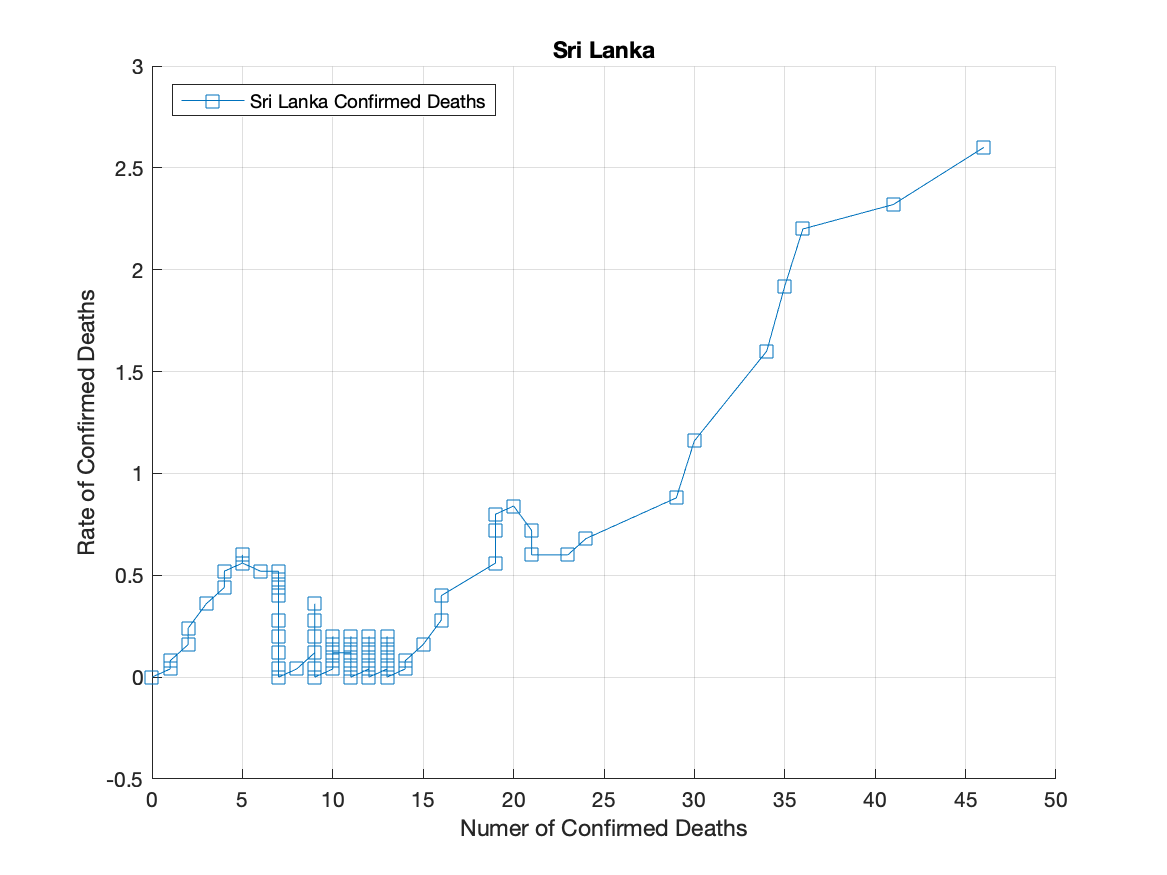 Sri Lanka
Sri Lanka Confirmed Deaths
3
2.5
2
1.5
1
0.5
0
-0.5
Rate of Confirmed Deaths
0 5 10 15 20 25 30 35 40 45 50
Numer of Confirmed Deaths